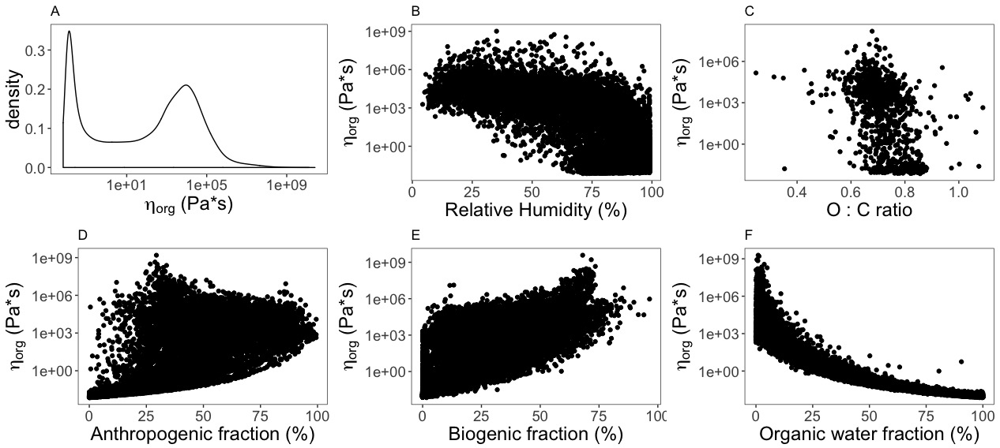 A
density
0.3
0.2
0.1
0.0
1e+01 1e+05 1e+09
ηorg (Pa*s)
B
ηorg (Pa*s)
1e+09
1e+06
1e+03
1e+00
0 25 50 75 100
Relative Humidity (%)
C
ηorg (Pa*s)
1e+06
1e+03
1e+00
0.4 0.6 0.8 1.0
O : C ratio
D
ηorg (Pa*s)
1e+09
1e+06
1e+03
1e+00
0 25 50 75 100
Anthropogenic fraction (%)
E
ηorg (Pa*s)
1e+09
1e+06
1e+03
1e+00
0 25 50 75 100
Biogenic fraction (%)
F
ηorg (Pa*s)
1e+09
1e+06
1e+03
1e+00
0 25 50 75 100
Organic water fraction (%)